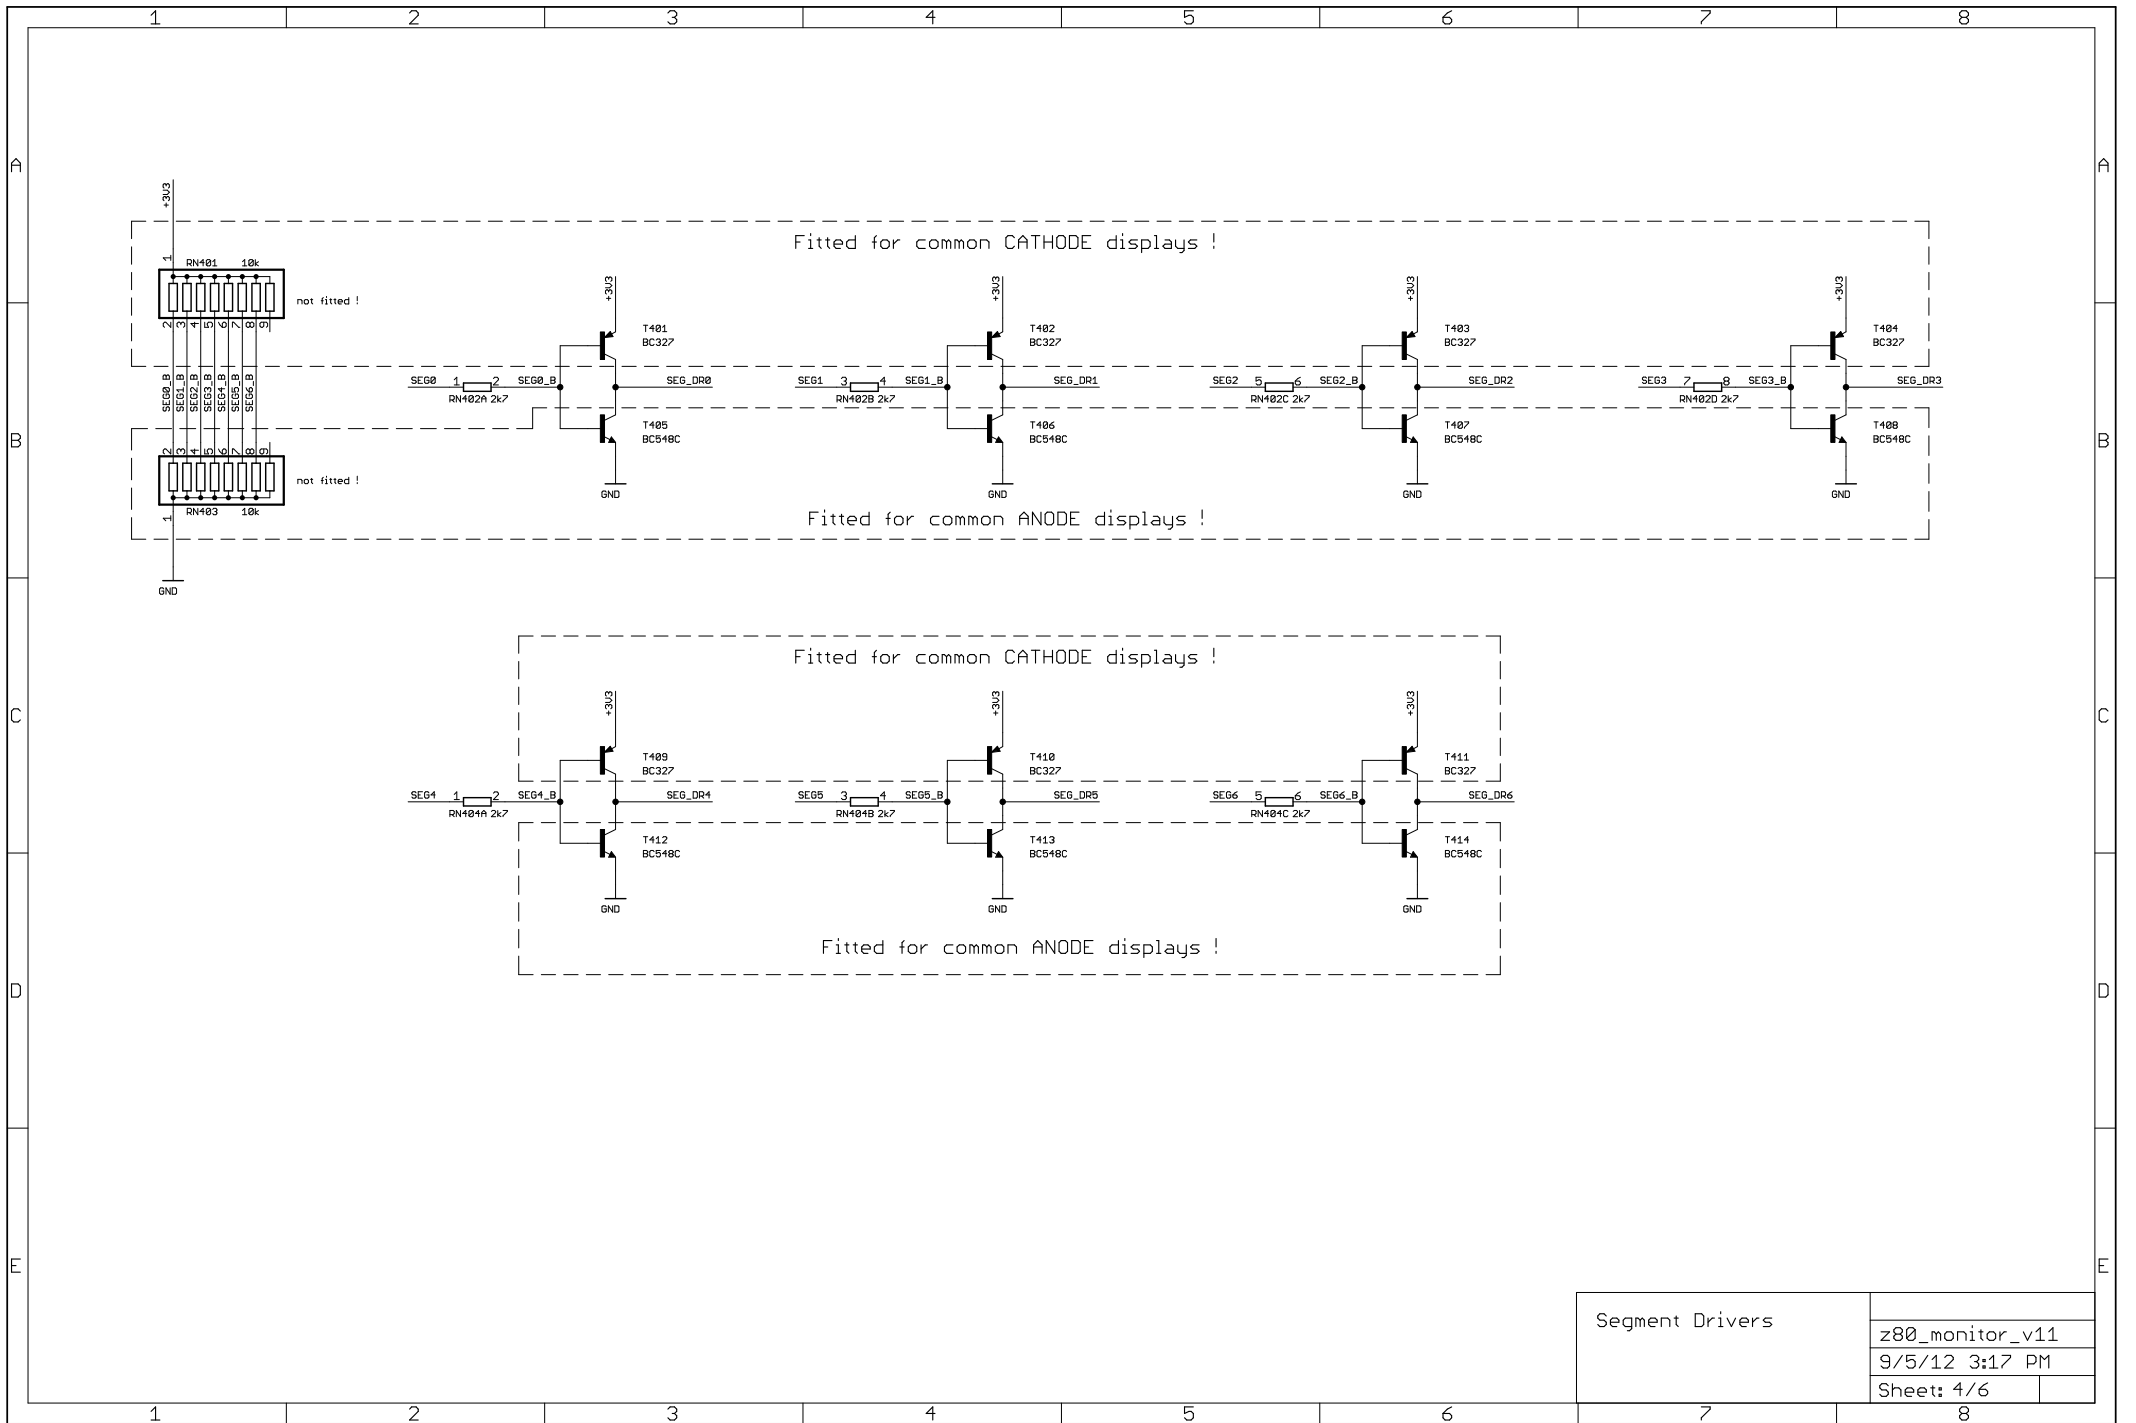 1 2 3 4 5 6 7 8
A A
+3V3
1
Fitted for common CATHODE displays !
RN401 10k
not fitted !
2 3 4 5 6 7 8 9
+3V3 +3V3 +3V3 +3V3
T401 T402 T403 T404
BC327 BC327 BC327 BC327
SEG0_B SEG1_B SEG2_B SEG3_B SEG4_B SEG5_B SEG6_B
SEG0 1 2 SEG0_B SEG_DR0 SEG1 3 4 SEG1_B SEG_DR1 SEG2 5 6 SEG2_B SEG_DR2 SEG3 7 8 SEG3_B SEG_DR3
RN402A 2k7 RN402B 2k7 RN402C 2k7 RN402D 2k7
T405 T406 T407 T408
BC548C BC548C BC548C BC548C
B B
2 3 4 5 6 7 8 9
not fitted !
GND GND GND GND
RN403 10k
1
Fitted for common ANODE displays !
GND
Fitted for common CATHODE displays !
+3V3 +3V3 +3V3
C C
T409 T410 T411
BC327 BC327 BC327
SEG4 1 2 SEG4_B SEG_DR4 SEG5 3 4 SEG5_B SEG_DR5 SEG6 5 6 SEG6_B SEG_DR6
RN404A 2k7 RN404B 2k7 RN404C 2k7
T412 T413 T414
BC548C BC548C BC548C
GND GND GND
Fitted for common ANODE displays !
D D
E E
Segment Drivers
z80_monitor_v11
9/5/12 3:17 PM
Sheet: 4/6
1 2 3 4 5 6 7 8